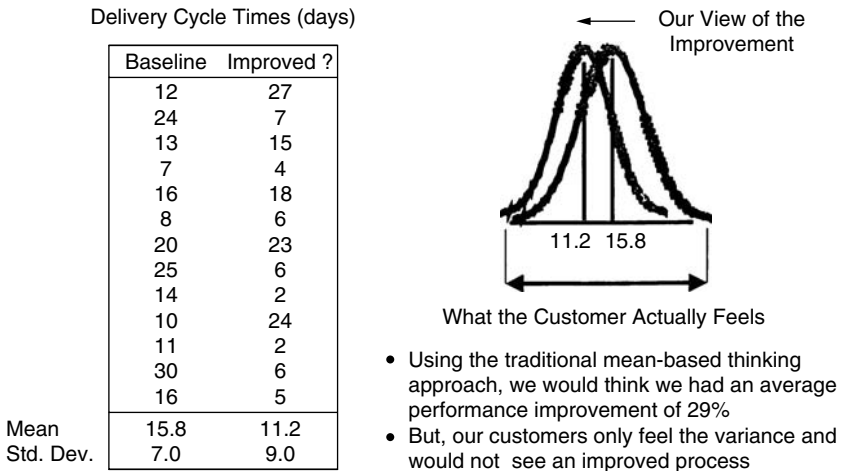 Delivery Cycle Times (days)
Baseline Improved ?
12 27
24 7
13 15
7 4
16 18
8 6
20 23
25 6
14 2
10 24
11 2
30 6
16 5
Mean 15.8 11.2
Std. Dev. 7.0 9.0
Our View of the
Improvement
11.2 15.8
What the Customer Actually Feels
• Using the traditional mean-based thinking
approach, we would think we had an average
performance improvement of 29%
• But, our customers only feel the variance and
would not see an improved process